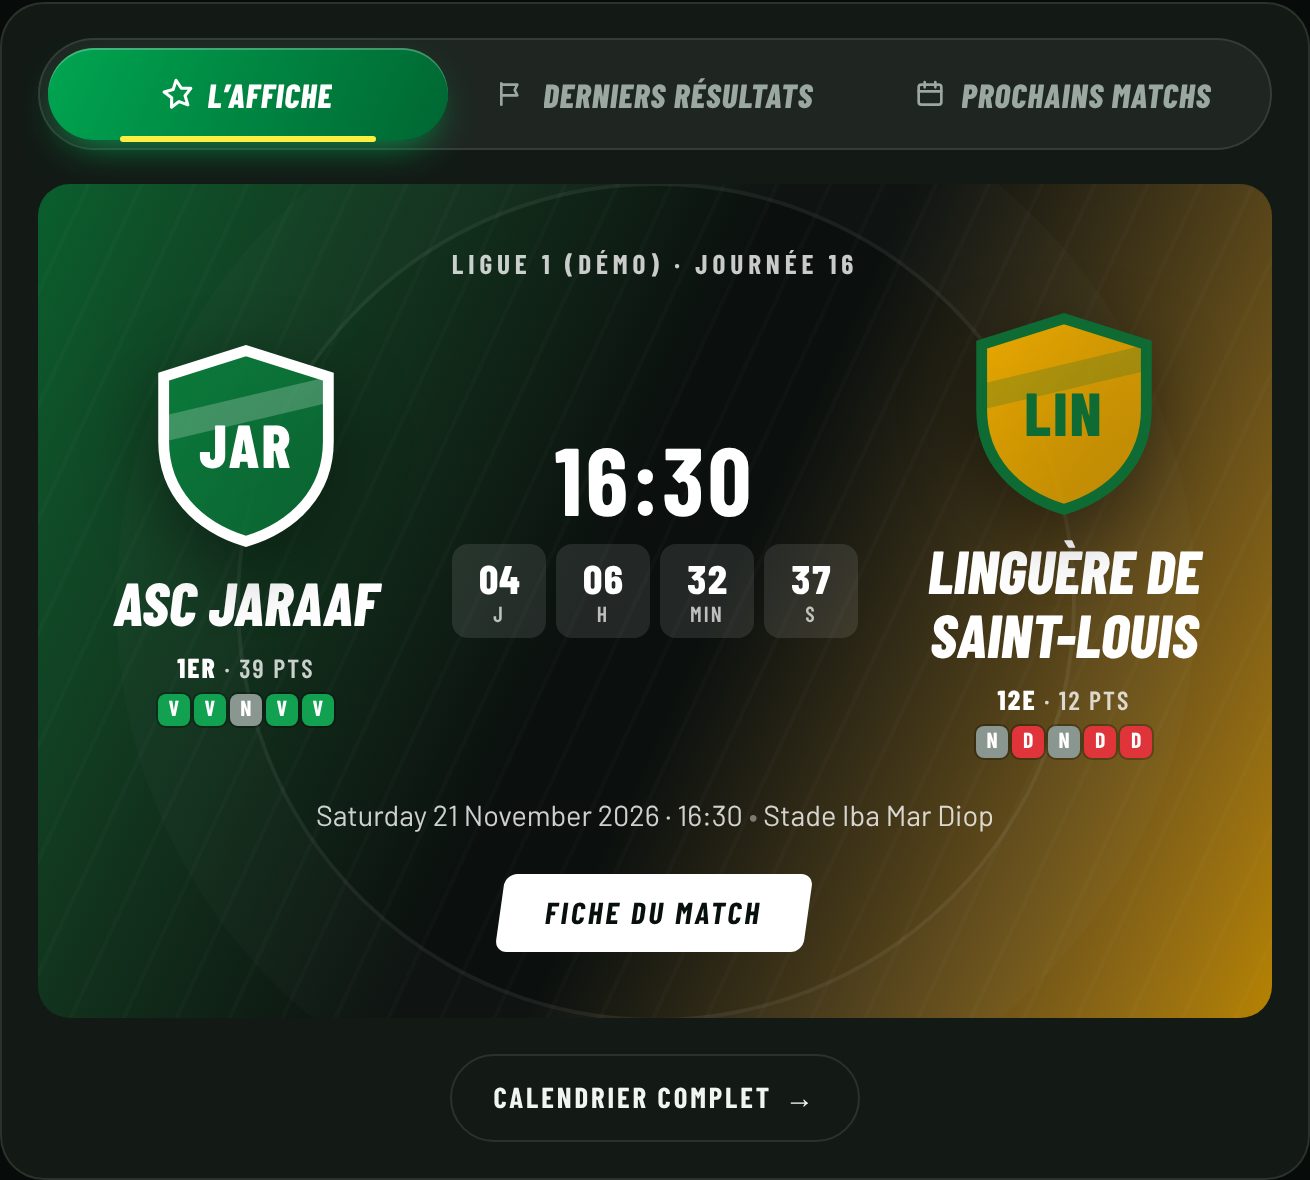 L'AFFICHE
DERNIERS RÉSULTATS
PROCHAINS MATCHS
LIGUE 1 (DÉMO) · JOURNÉE 16
JAR
ASC JARAAF
1ER · 39 PTS
V V N V V
16:30
04 06 32 37
J H MIN S
LIN
LINGUÈRE DE
SAINT-LOUIS
12E · 12 PTS
N D N D D
Saturday 21 November 2026 · 16:30 • Stade Iba Mar Diop
FICHE DU MATCH
CALENDRIER COMPLET →